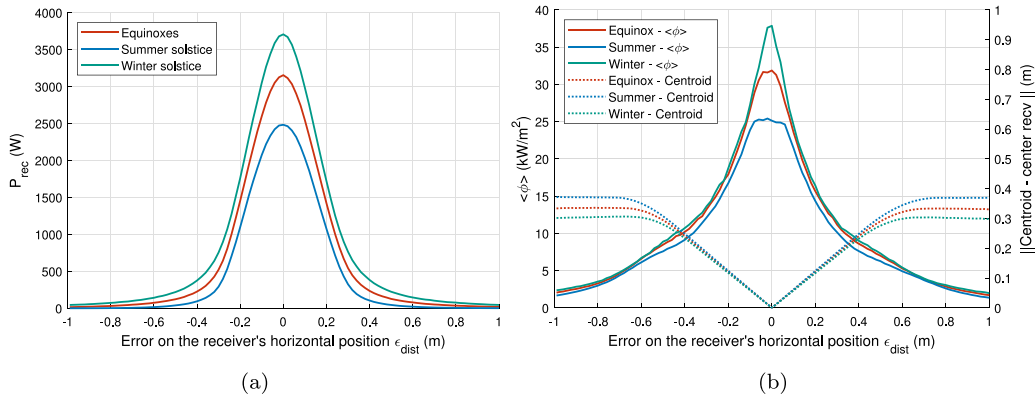 4000
3500
3000
2500
2000
1500
1000
500
0
P_rec (W)
Equinoxes
Summer solstice
Winter solstice
-1 -0.8 -0.6 -0.4 -0.2 0 0.2 0.4 0.6 0.8 1
Error on the receiver's horizontal position ϵ_dist (m)
(a)
40
35
30
25
20
15
10
5
0
<ϕ> (kW/m²)
Equinox - <ϕ>
Summer - <ϕ>
Winter - <ϕ>
Equinox - Centroid
Summer - Centroid
Winter - Centroid
1
0.9
0.8
0.7
0.6
0.5
0.4
0.3
0.2
0.1
0
||Centroid - center recv || (m)
-1 -0.8 -0.6 -0.4 -0.2 0 0.2 0.4 0.6 0.8 1
Error on the receiver's horizontal position ϵ_dist (m)
(b)